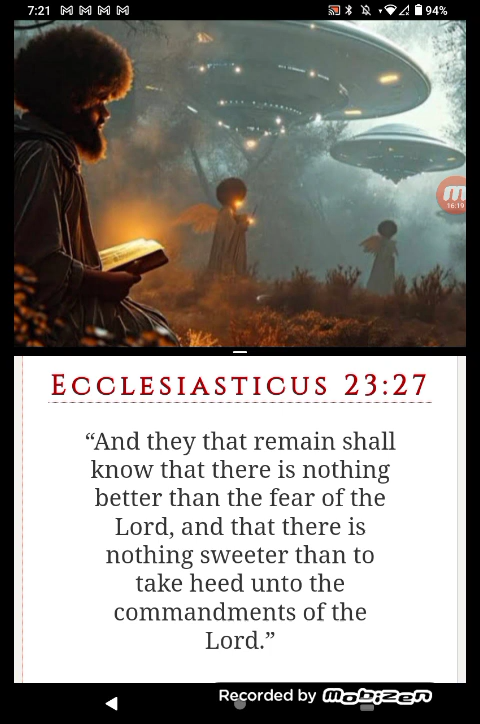 7:21
94%
16:19
ECCLESIASTICUS 23:27
“And they that remain shall
know that there is nothing
better than the fear of the
Lord, and that there is
nothing sweeter than to
take heed unto the
commandments of the
Lord.”
Recorded by Mobizen